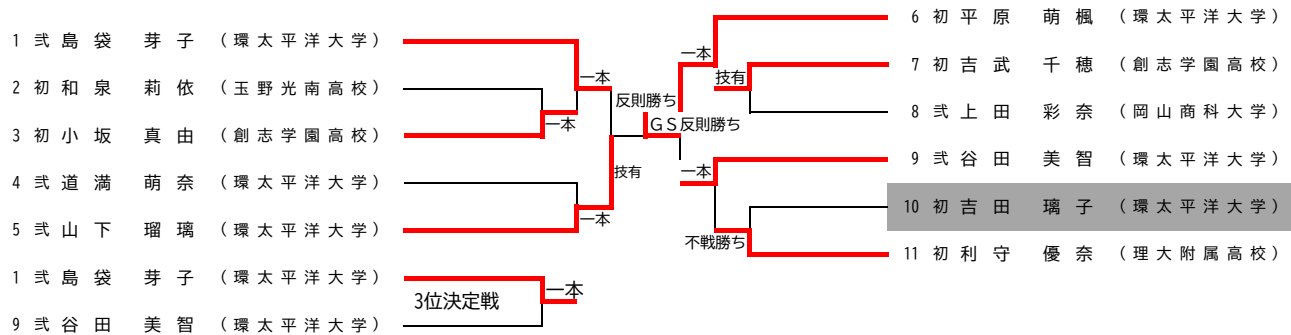 1 弐 島袋 芽子 (環太平洋大学)
2 初 和泉 莉依 (玉野光南高校)
3 初 小坂 真由 (創志学園高校)
4 弐 道満 萌奈 (環太平洋大学)
5 弐 山下 瑠璃 (環太平洋大学)
一本
一本
技有
一本
反則勝ち
GS反則勝ち
6 初 平原 萌楓 (環太平洋大学)
7 初 吉武 千穂 (創志学園高校)
8 弐 上田 彩奈 (岡山商科大学)
9 弐 谷田 美智 (環太平洋大学)
10 初 吉田 璃子 (環太平洋大学)
11 初 利守 優奈 (理大附属高校)
一本
技有
一本
不戦勝ち
1 弐 島袋 芽子 (環太平洋大学)
3位決定戦
一本
9 弐 谷田 美智 (環太平洋大学)